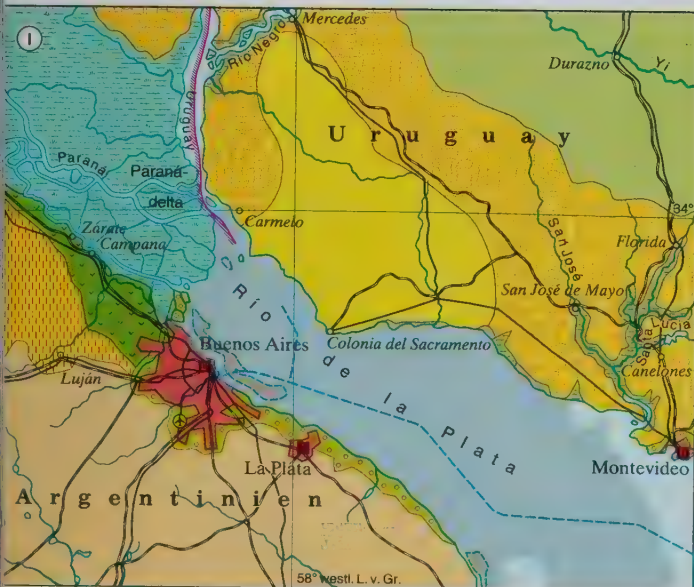 I
Mercedes
Río Negro
Durazno
Yi
Uruguay
Uruguay
Paraná
Paraná-
delta
34°
Carmelo
Zárate
Campana
San José
Florida
San José de Mayo
Santa Lucia
Río de la Plata
Buenos Aires
Colonia del Sacramento
Canelones
Luján
La Plata
Montevideo
Argentinien
58° westl. L. v. Gr.